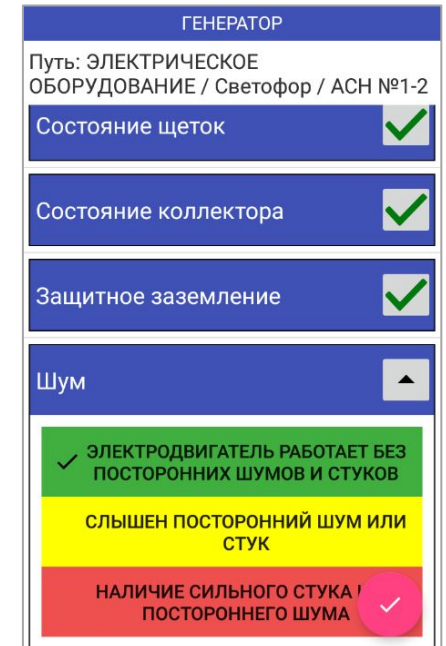 ГЕНЕРАТОР
Путь: ЭЛЕКТРИЧЕСКОЕ
ОБОРУДОВАНИЕ / Светофор / АСН №1-2
Состояние щеток
Состояние коллектора
Защитное заземление
Шум
ЭЛЕКТРОДВИГАТЕЛЬ РАБОТАЕТ БЕЗ
ПОСТОРОННИХ ШУМОВ И СТУКОВ
СЛЫШЕН ПОСТОРОННИЙ ШУМ ИЛИ
СТУК
НАЛИЧИЕ СИЛЬНОГО СТУКА
ПОСТОРОННЕГО ШУМА